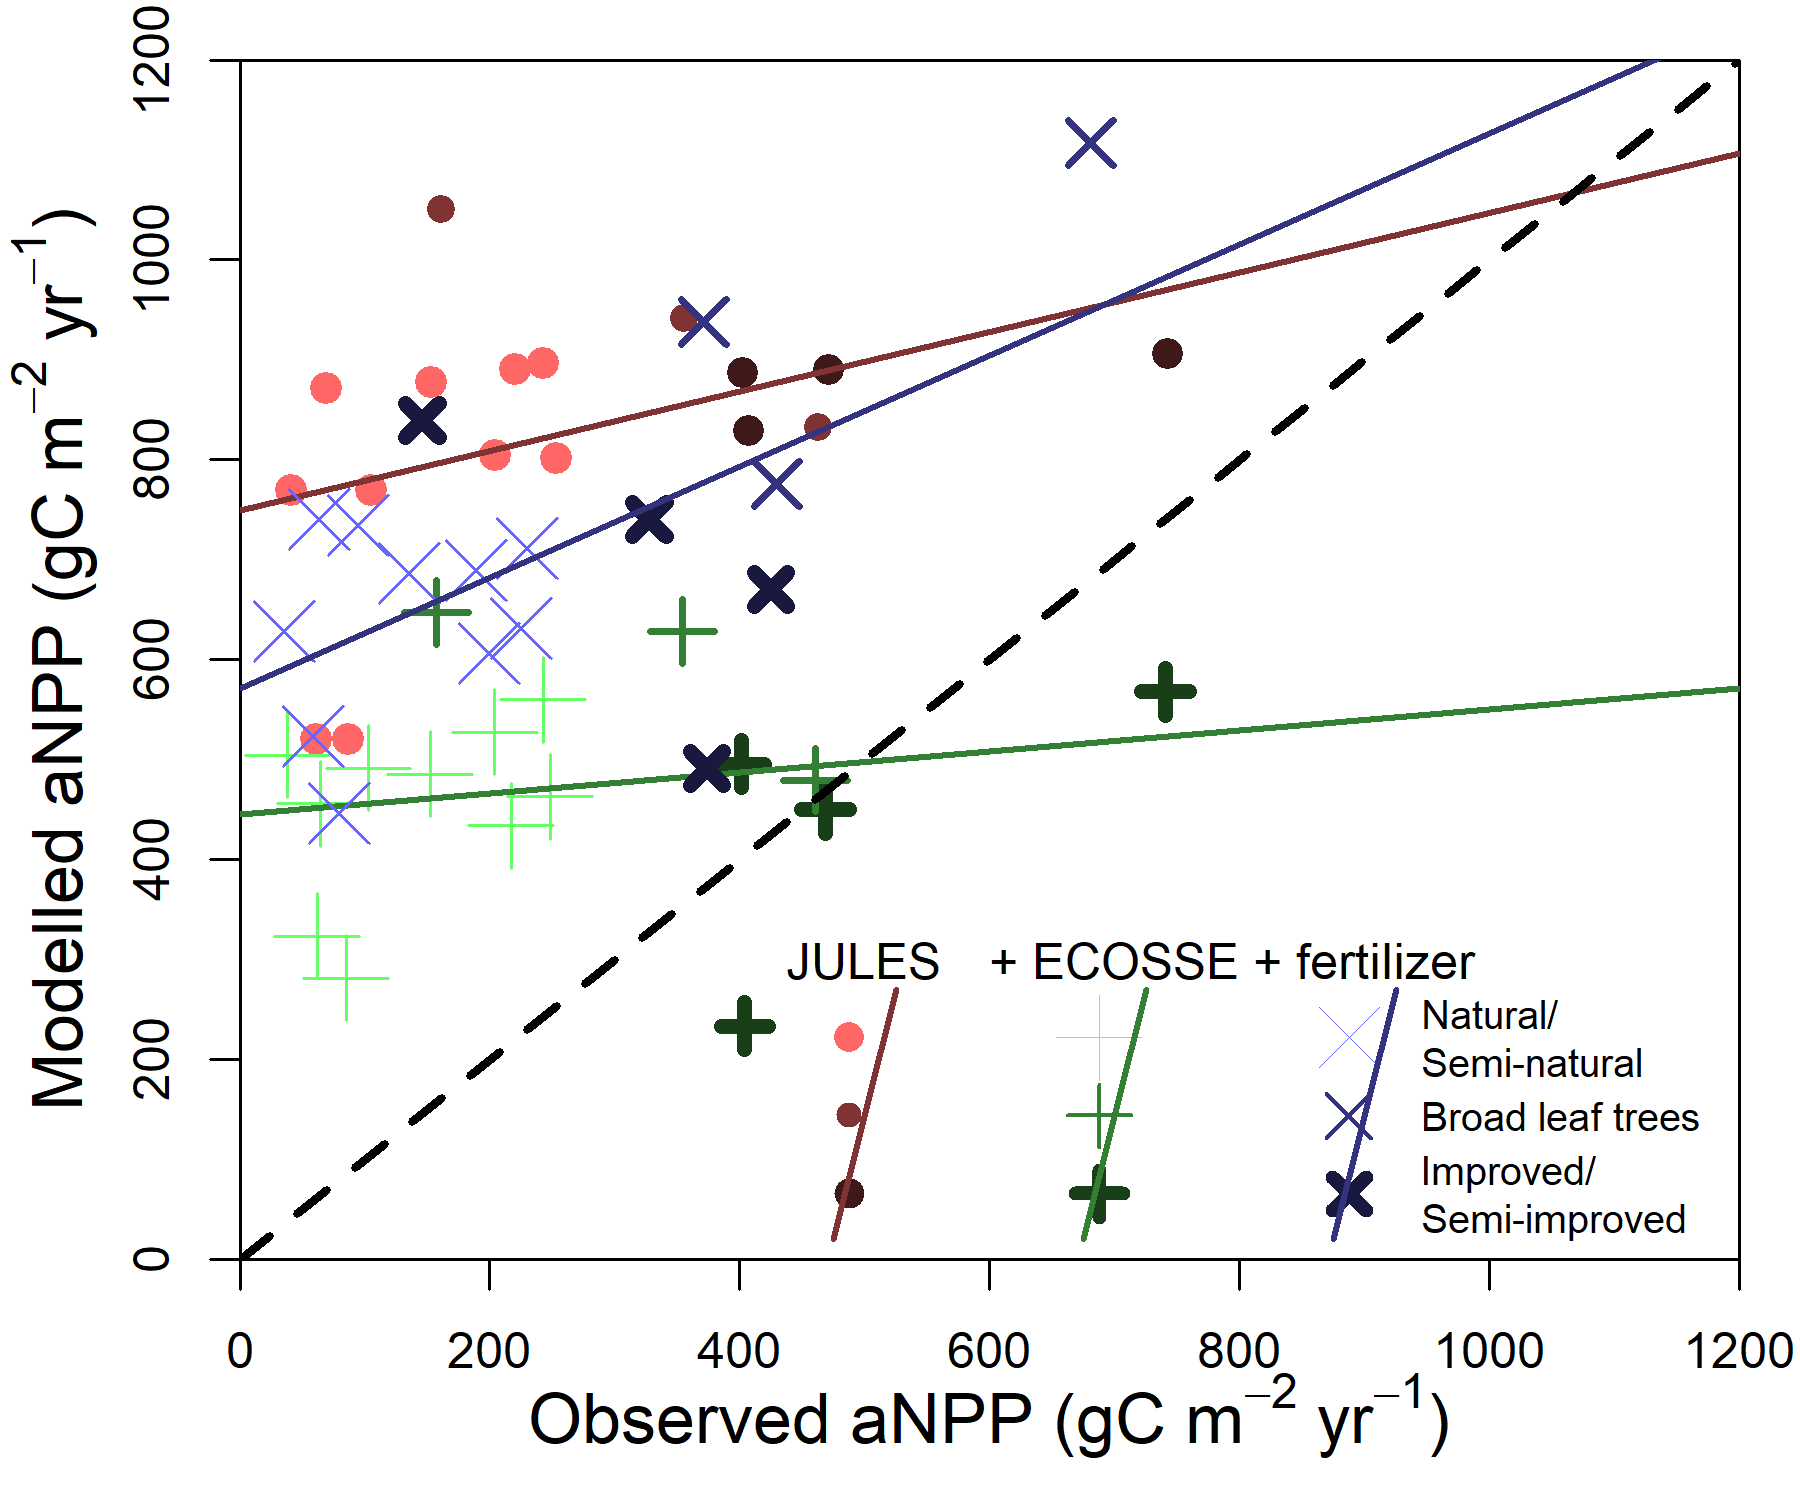 1200
1000
800
600
400
200
0
Modelled aNPP (gC m⁻² yr⁻¹)
JULES + ECOSSE + fertilizer
Natural/
Semi-natural
Broad leaf trees
Improved/
Semi-improved
0 200 400 600 800 1000 1200
Observed aNPP (gC m⁻² yr⁻¹)